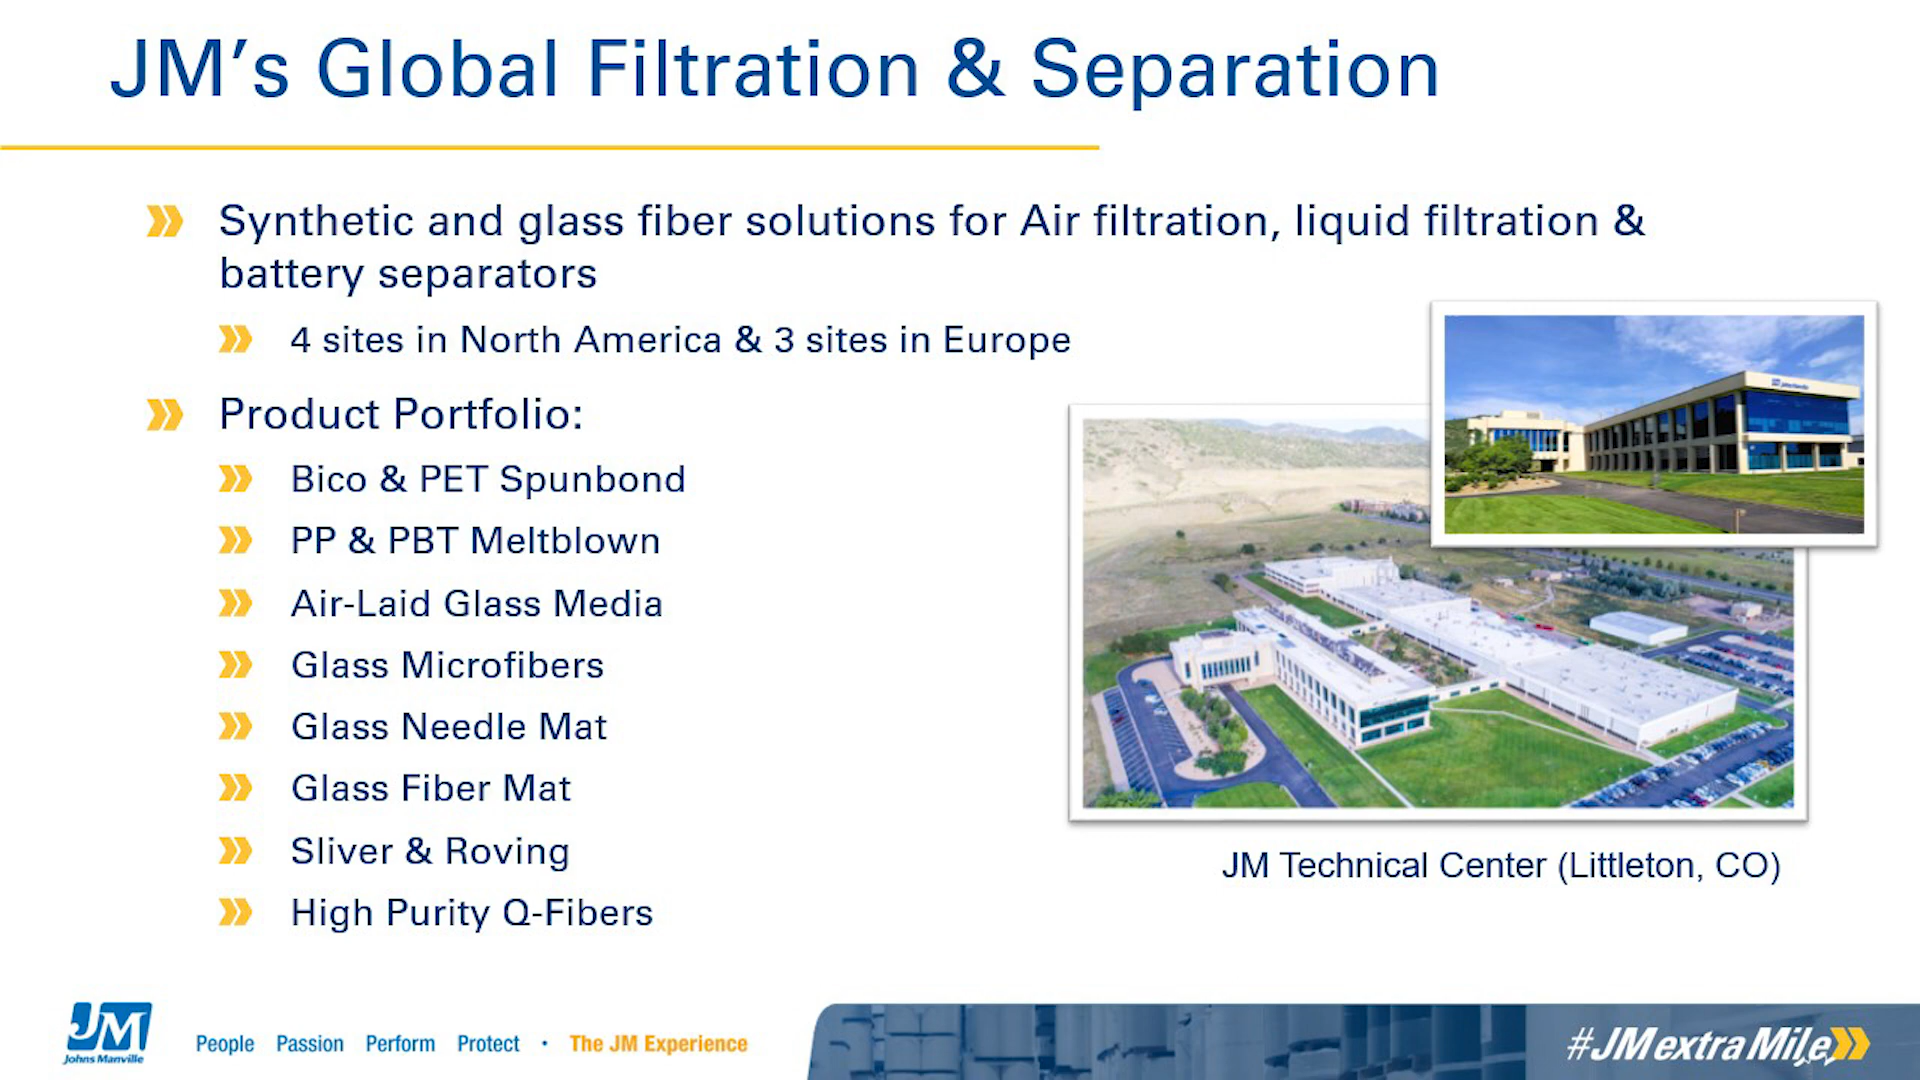 JM's Global Filtration & Separation
Synthetic and glass fiber solutions for Air filtration, liquid filtration &
battery separators
4 sites in North America & 3 sites in Europe
Product Portfolio:
Bico & PET Spunbond
PP & PBT Meltblown
Air-Laid Glass Media
Glass Microfibers
Glass Needle Mat
Glass Fiber Mat
Sliver & Roving
High Purity Q-Fibers
JM Technical Center (Littleton, CO)
JM
Johns Manville
People Passion Perform Protect • The JM Experience
#JMextraMile